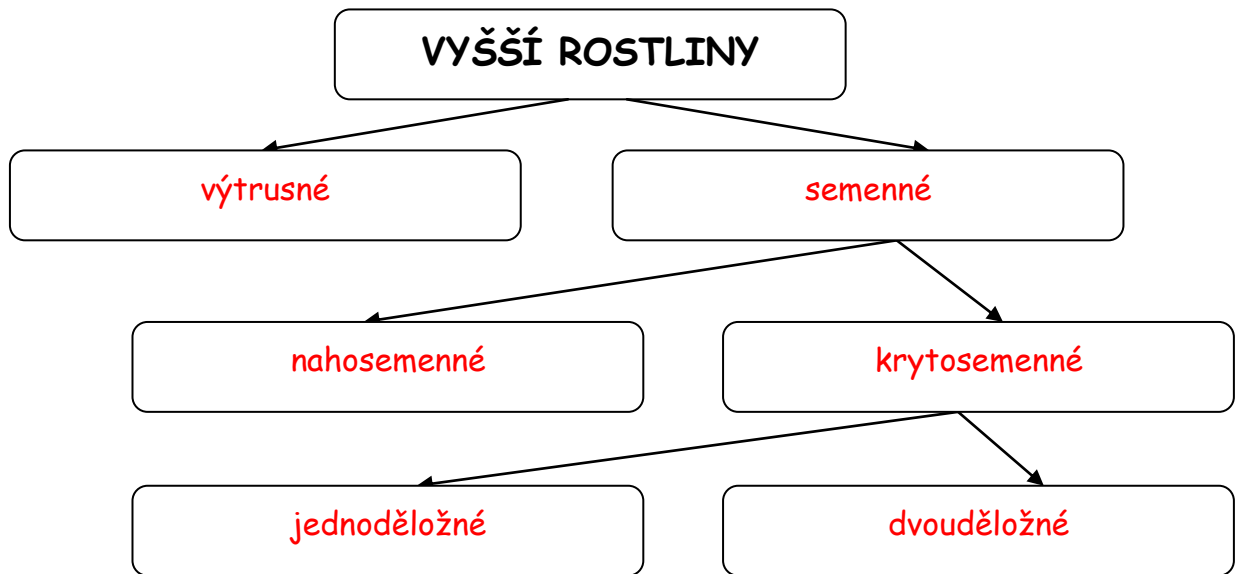 VYŠŠÍ ROSTLINY
výtrusné
semenné
nahosemenné
krytosemenné
jednoděložné
dvouděložné